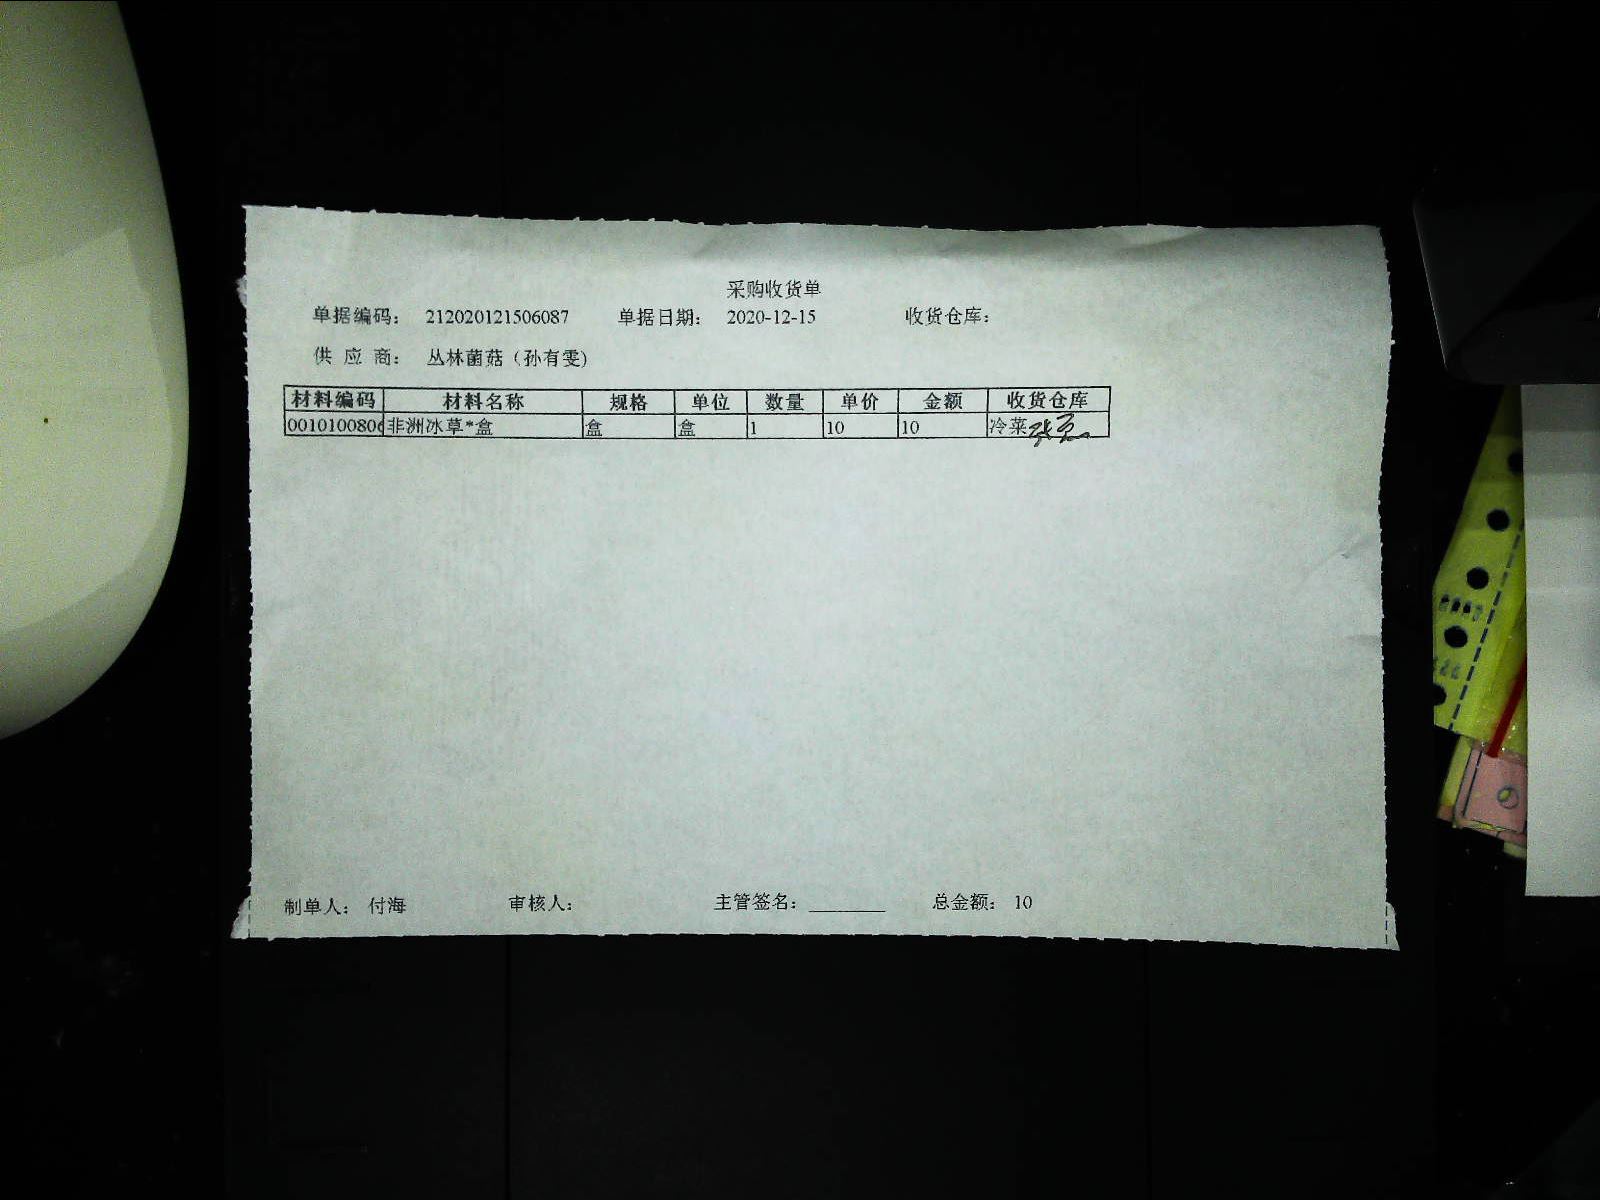 采购收货单
单据编码： 212020121506087 单据日期： 2020-12-15 收货仓库：
供 应 商： 丛林菌菇（孙有雯）
材料编码 材料名称 规格 单位 数量 单价 金额 收货仓库
0010100806 非洲冰草*盒 盒 盒 1 10 10 冷菜
制单人： 付海 审核人： 主管签名： ________ 总金额： 10